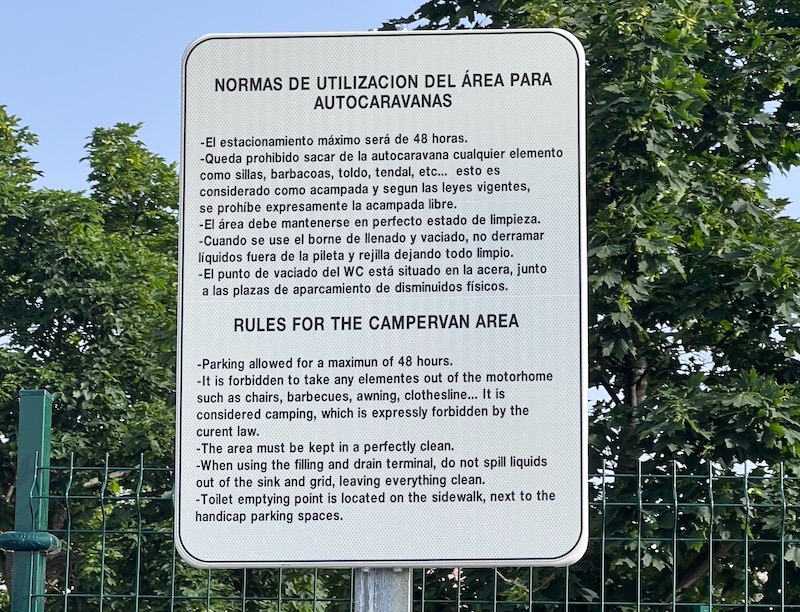 NORMAS DE UTILIZACION DEL ÁREA PARA
AUTOCARAVANAS
-El estacionamiento máximo será de 48 horas.
-Queda prohibido sacar de la autocaravana cualquier elemento
como sillas, barbacoas, toldo, tendal, etc... esto es
considerado como acampada y segun las leyes vigentes,
se prohíbe expresamente la acampada libre.
-El área debe mantenerse en perfecto estado de limpieza.
-Cuando se use el borne de llenado y vaciado, no derramar
líquidos fuera de la pileta y rejilla dejando todo limpio.
-El punto de vaciado del WC está situado en la acera, junto
a las plazas de aparcamiento de disminuidos físicos.
RULES FOR THE CAMPERVAN AREA
-Parking allowed for a maximun of 48 hours.
-It is forbidden to take any elementes out of the motorhome
such as chairs, barbecues, awning, clothesline... It is
considered camping, which is expressly forbidden by the
curent law.
-The area must be kept in a perfectly clean.
-When using the filling and drain terminal, do not spill liquids
out of the sink and grid, leaving everything clean.
-Toilet emptying point is located on the sidewalk, next to the
handicap parking spaces.